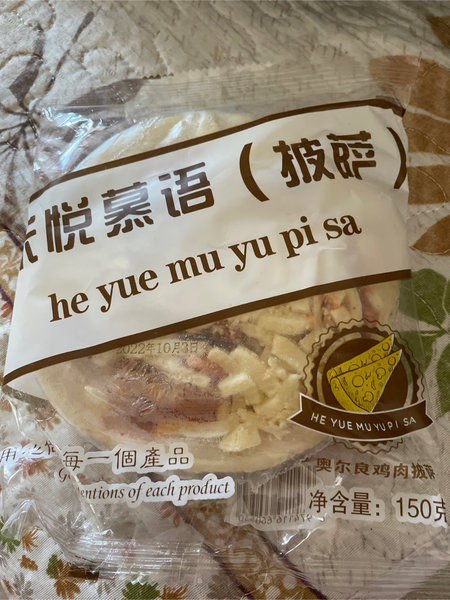 悦慕语（披萨）
he yue mu yu pi sa
2022年10月3日
HE YUE MU YU PI SA
每一個產品
entions of each product
奥尔良鸡肉披萨
净含量：150克